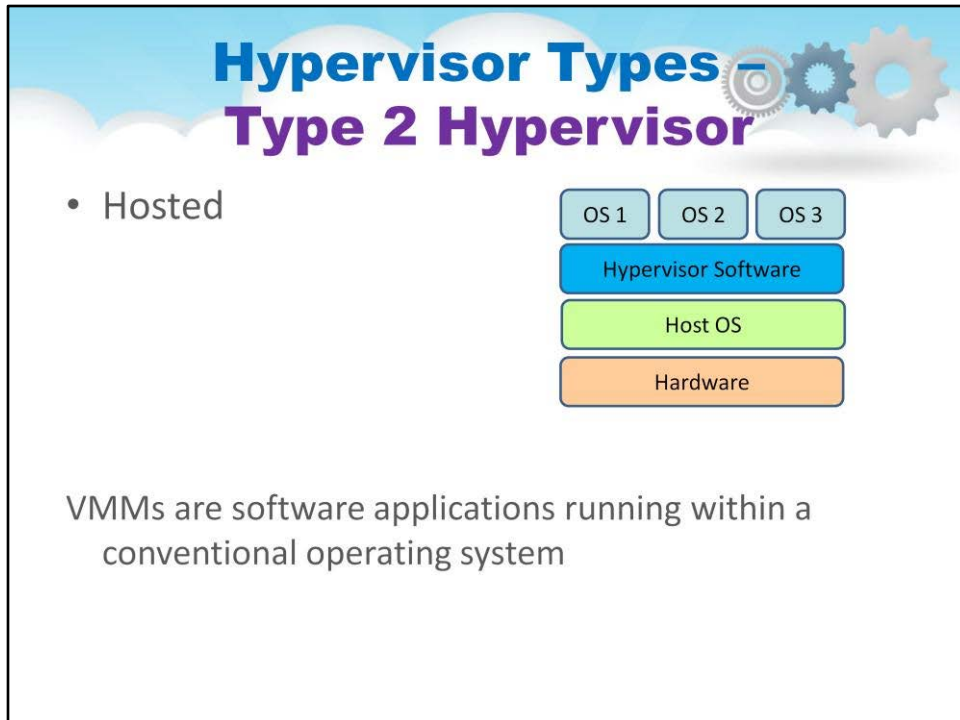 Hypervisor Types –
Type 2 Hypervisor
• Hosted
OS 1 OS 2 OS 3
Hypervisor Software
Host OS
Hardware
VMMs are software applications running within a
conventional operating system